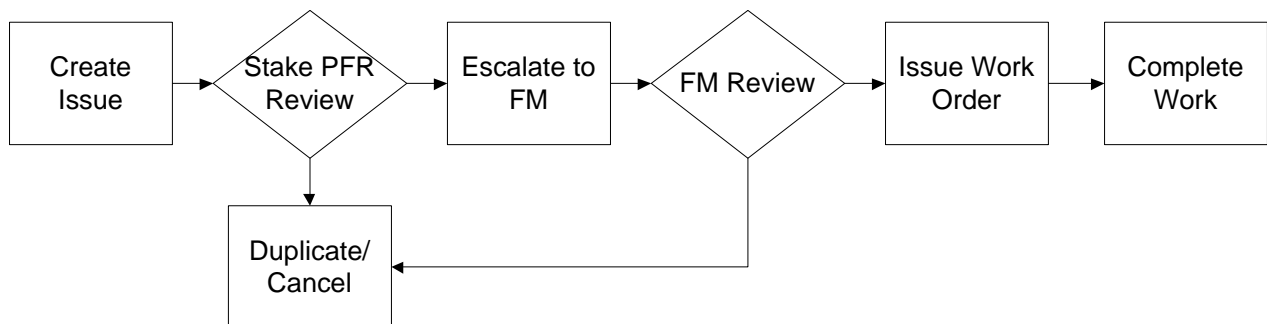 Create
Issue
Stake PFR
Review
Escalate to
FM
FM Review
Issue Work
Order
Complete
Work
Duplicate/
Cancel